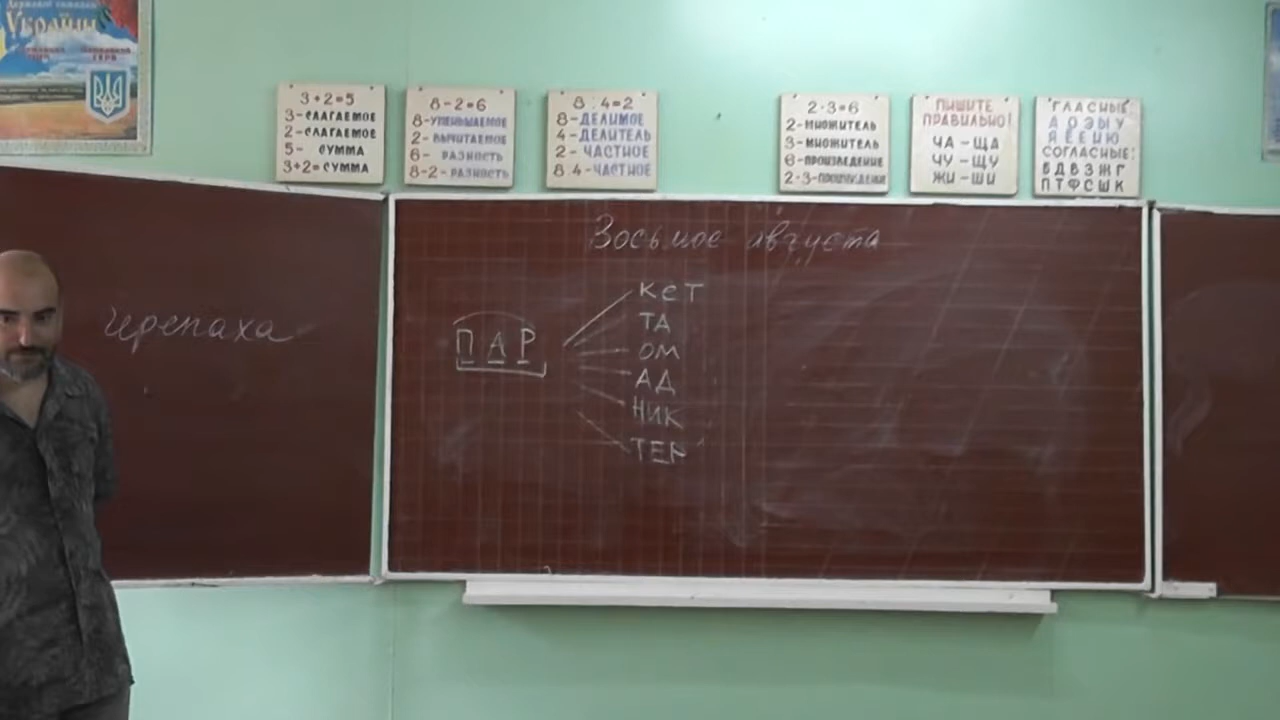 Державні символи
України
3+2=5
3-СЛАГАЕМОЕ
2-СЛАГАЕМОЕ
5- СУММА
3+2=СУММА
8-2=6
8-УМЕНЬШАЕМОЕ
2-ВЫЧИТАЕМОЕ
6- РАЗНОСТЬ
8-2-РАЗНОСТЬ
8:4=2
8-ДЕЛИМОЕ
4-ДЕЛИТЕЛЬ
2-ЧАСТНОЕ
8:4-ЧАСТНОЕ
2·3=6
2-МНОЖИТЕЛЬ
3-МНОЖИТЕЛЬ
6-ПРОИЗВЕДЕНИЕ
2·3-ПРОИЗВЕДЕНИЕ
ПИШИТЕ
ПРАВИЛЬНО!
ЧА-ЩА
ЧУ-ЩУ
ЖИ-ШИ
ГЛАСНЫЕ
А О Э Ы У
Я Ё Е И Ю
СОГЛАСНЫЕ:
Б Д В З Ж Г
П Т Ф С Ш К
Черепаха
Восьмое августа
ПАР
КЕТ
ТА
ОМ
АД
НИК
ТЕР